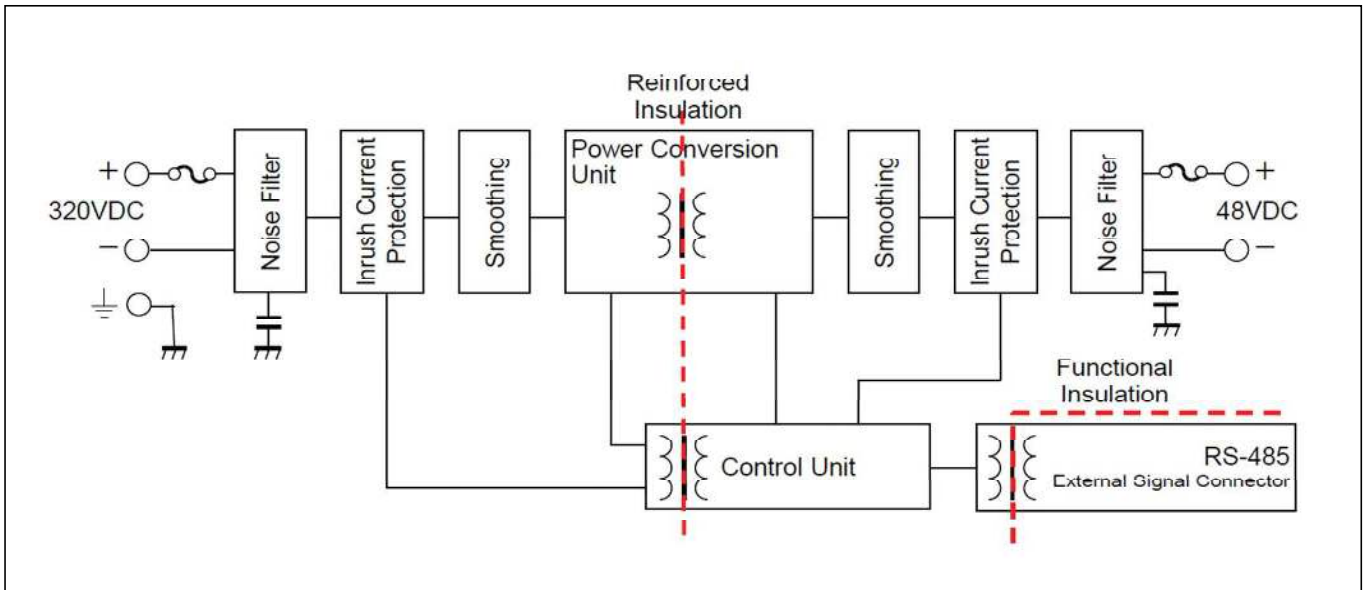 Reinforced
Insulation
+
320VDC
−
Noise Filter
Inrush Current
Protection
Smoothing
Power Conversion
Unit
Smoothing
Inrush Current
Protection
Noise Filter
+
48VDC
−
Functional
Insulation
Control Unit
RS-485
External Signal Connector